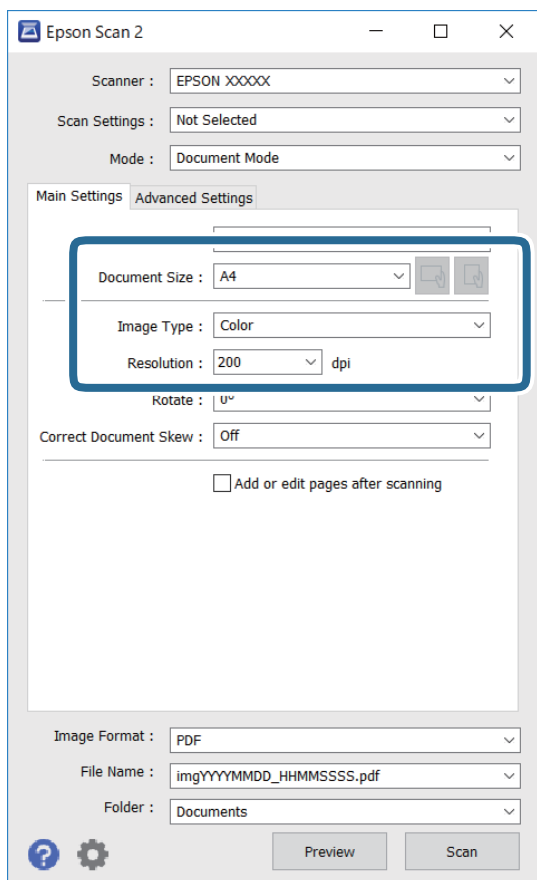 Epson Scan 2
Scanner : EPSON XXXXX
Scan Settings : Not Selected
Mode : Document Mode
Main Settings Advanced Settings
Document Size : A4
Image Type : Color
Resolution : 200 dpi
Rotate : 0°
Correct Document Skew : Off
Add or edit pages after scanning
Image Format : PDF
File Name : imgYYYYMMDD_HHMMSSSS.pdf
Folder : Documents
? Preview Scan